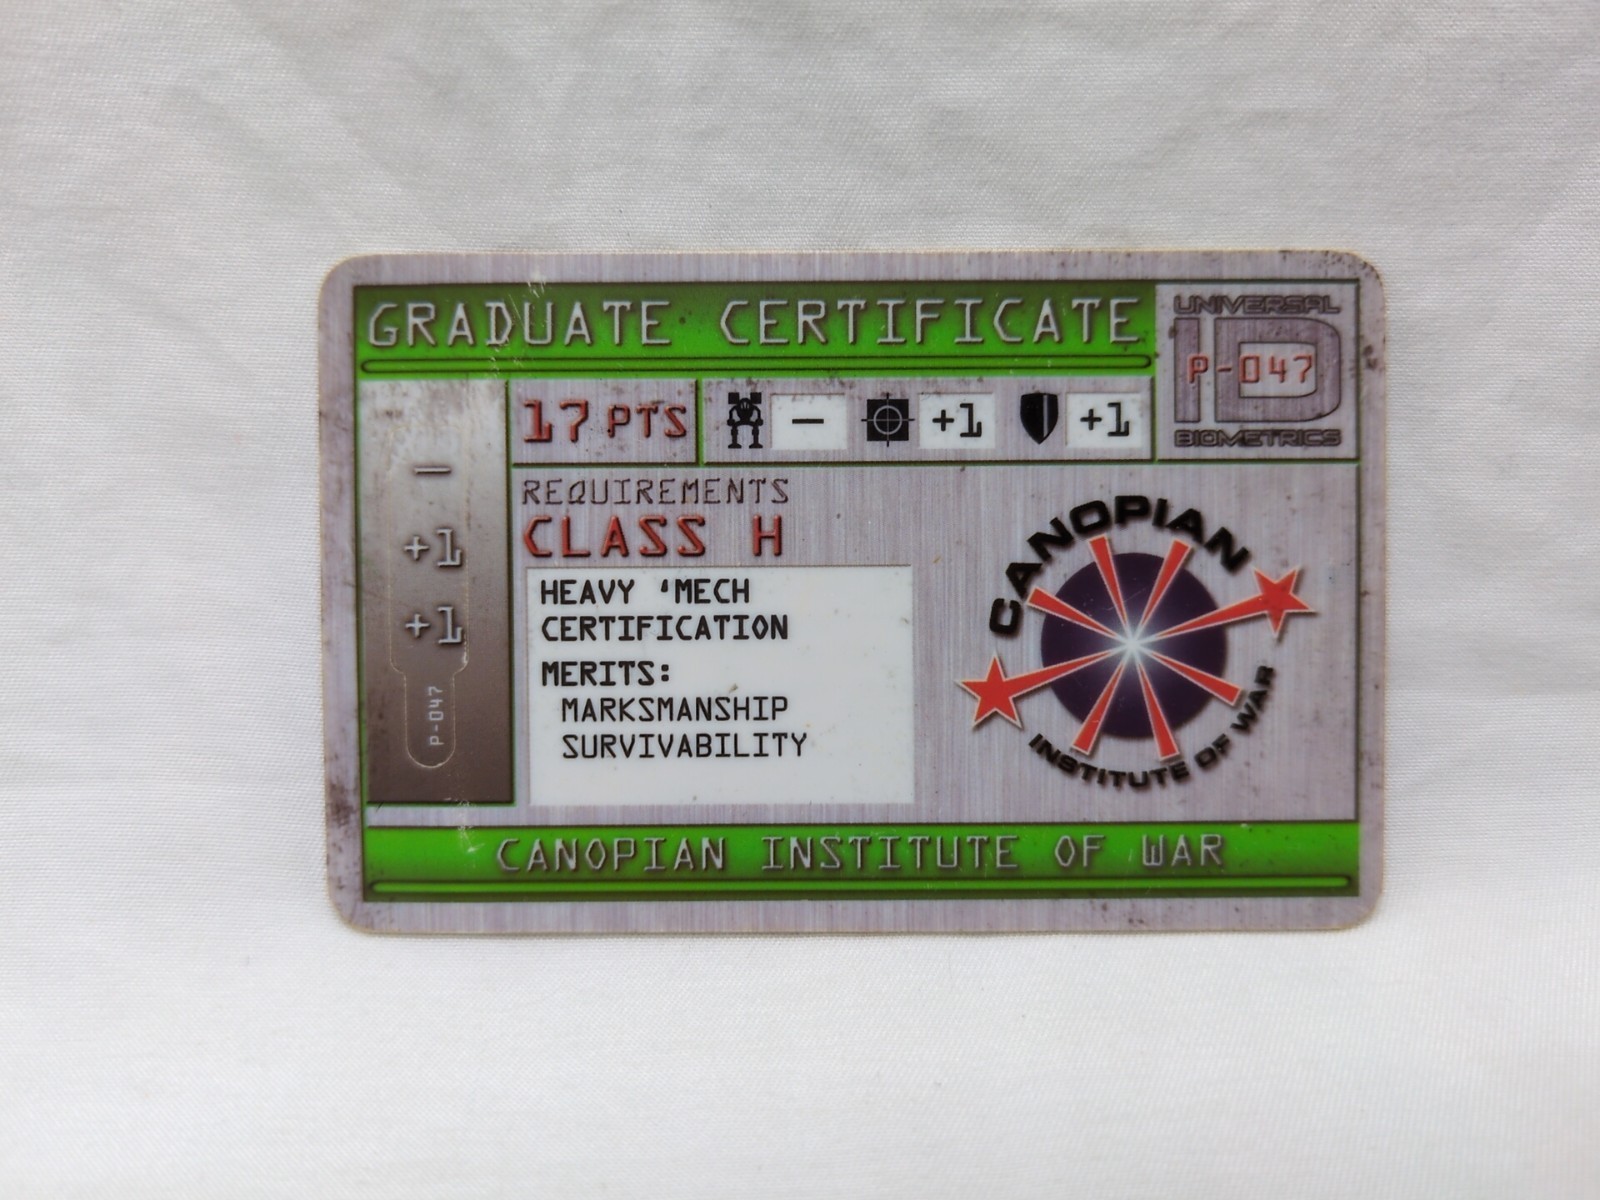 GRADUATE CERTIFICATE
UNIVERSAL
ID
P-047
BIOMETRICS
17 PTS
–
+1
+1
–
+1
+1
P-047
REQUIREMENTS
CLASS H
HEAVY ‘MECH
CERTIFICATION
MERITS:
MARKSMANSHIP
SURVIVABILITY
CANOPIAN
INSTITUTE OF WAR
CANOPIAN INSTITUTE OF WAR